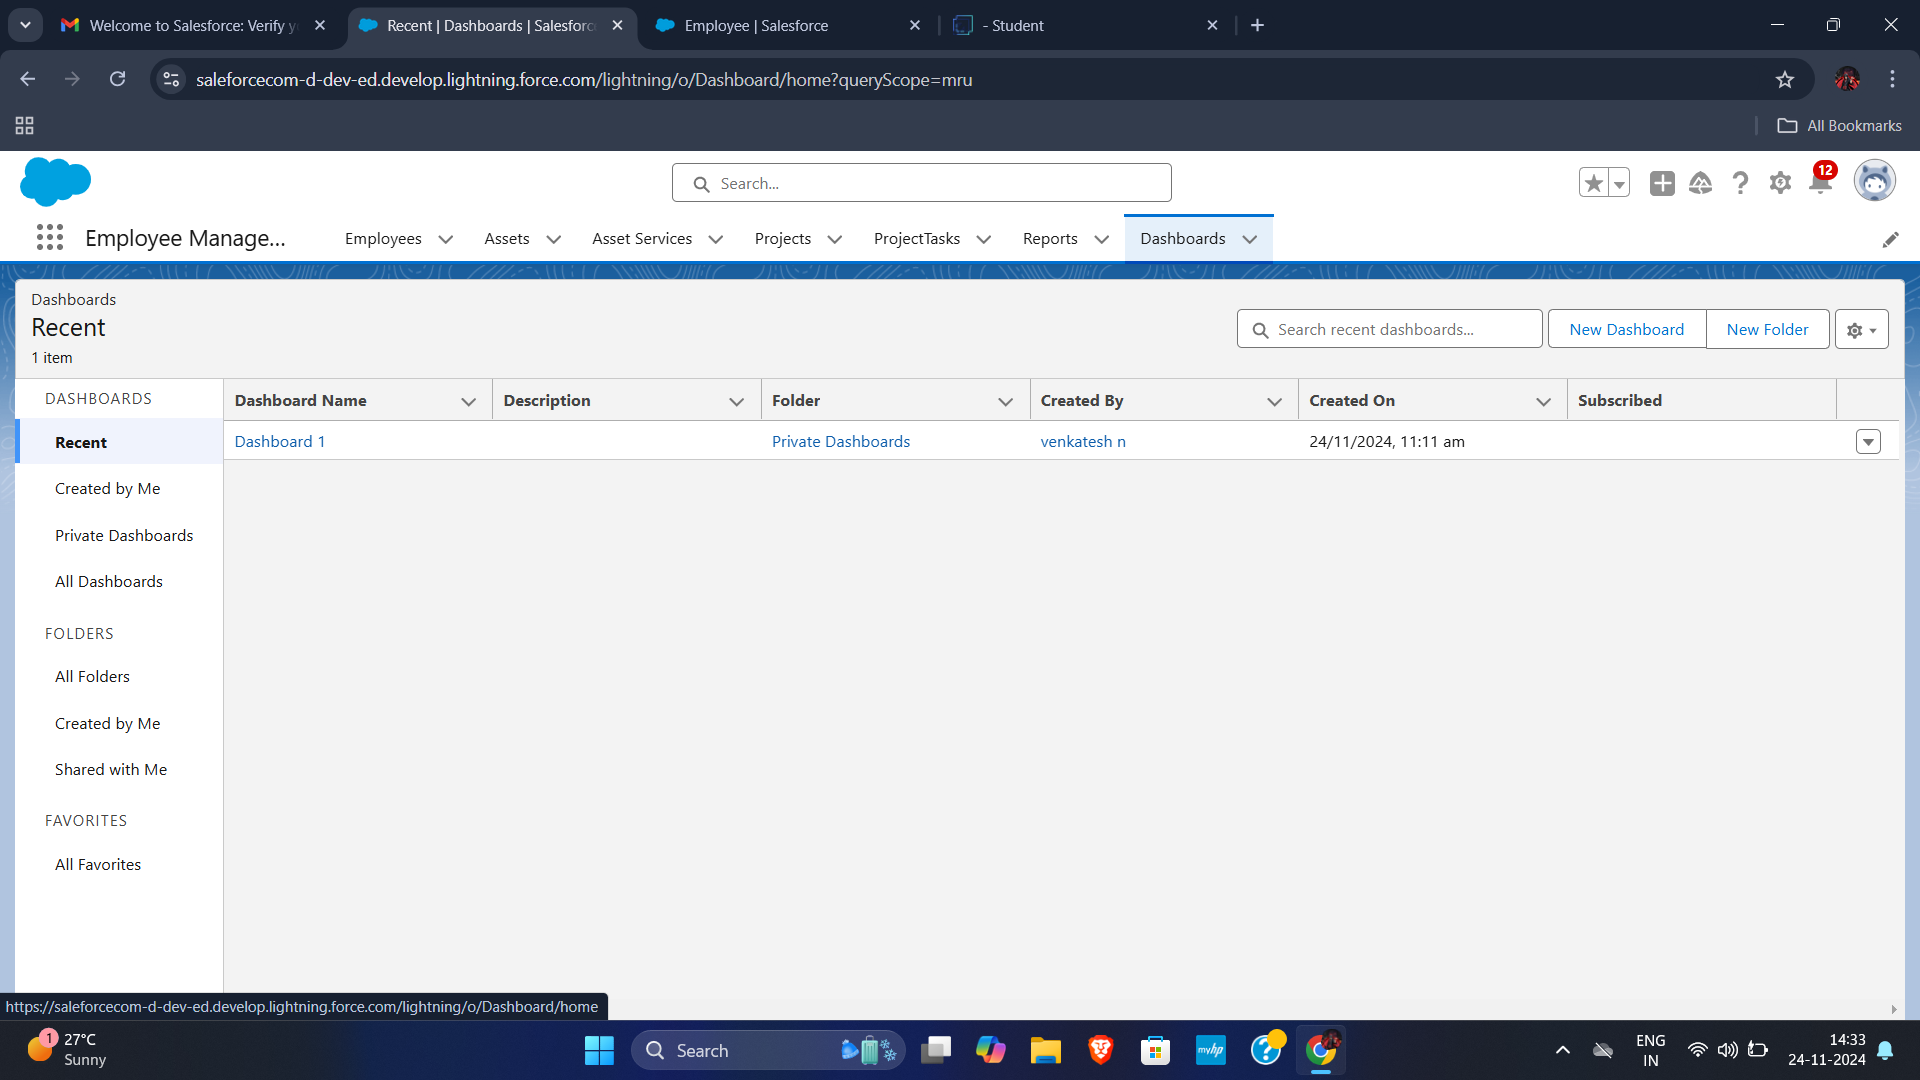 Welcome to Salesforce: Verify y
Recent | Dashboards | Salesforc
Employee | Salesforce
- Student
saleforcecom-d-dev-ed.develop.lightning.force.com/lightning/o/Dashboard/home?queryScope=mru
All Bookmarks
Search...
12
Employee Manage...
Employees
Assets
Asset Services
Projects
ProjectTasks
Reports
Dashboards
Dashboards
Recent
1 item
Search recent dashboards...
New Dashboard
New Folder
DASHBOARDS
Recent
Created by Me
Private Dashboards
All Dashboards
FOLDERS
All Folders
Created by Me
Shared with Me
FAVORITES
All Favorites
Dashboard Name Description Folder Created By Created On Subscribed
Dashboard 1 Private Dashboards venkatesh n 24/11/2024, 11:11 am
https://saleforcecom-d-dev-ed.develop.lightning.force.com/lightning/o/Dashboard/home
1
27°C
Sunny
Search
myhp
ENG
IN
14:33
24-11-2024